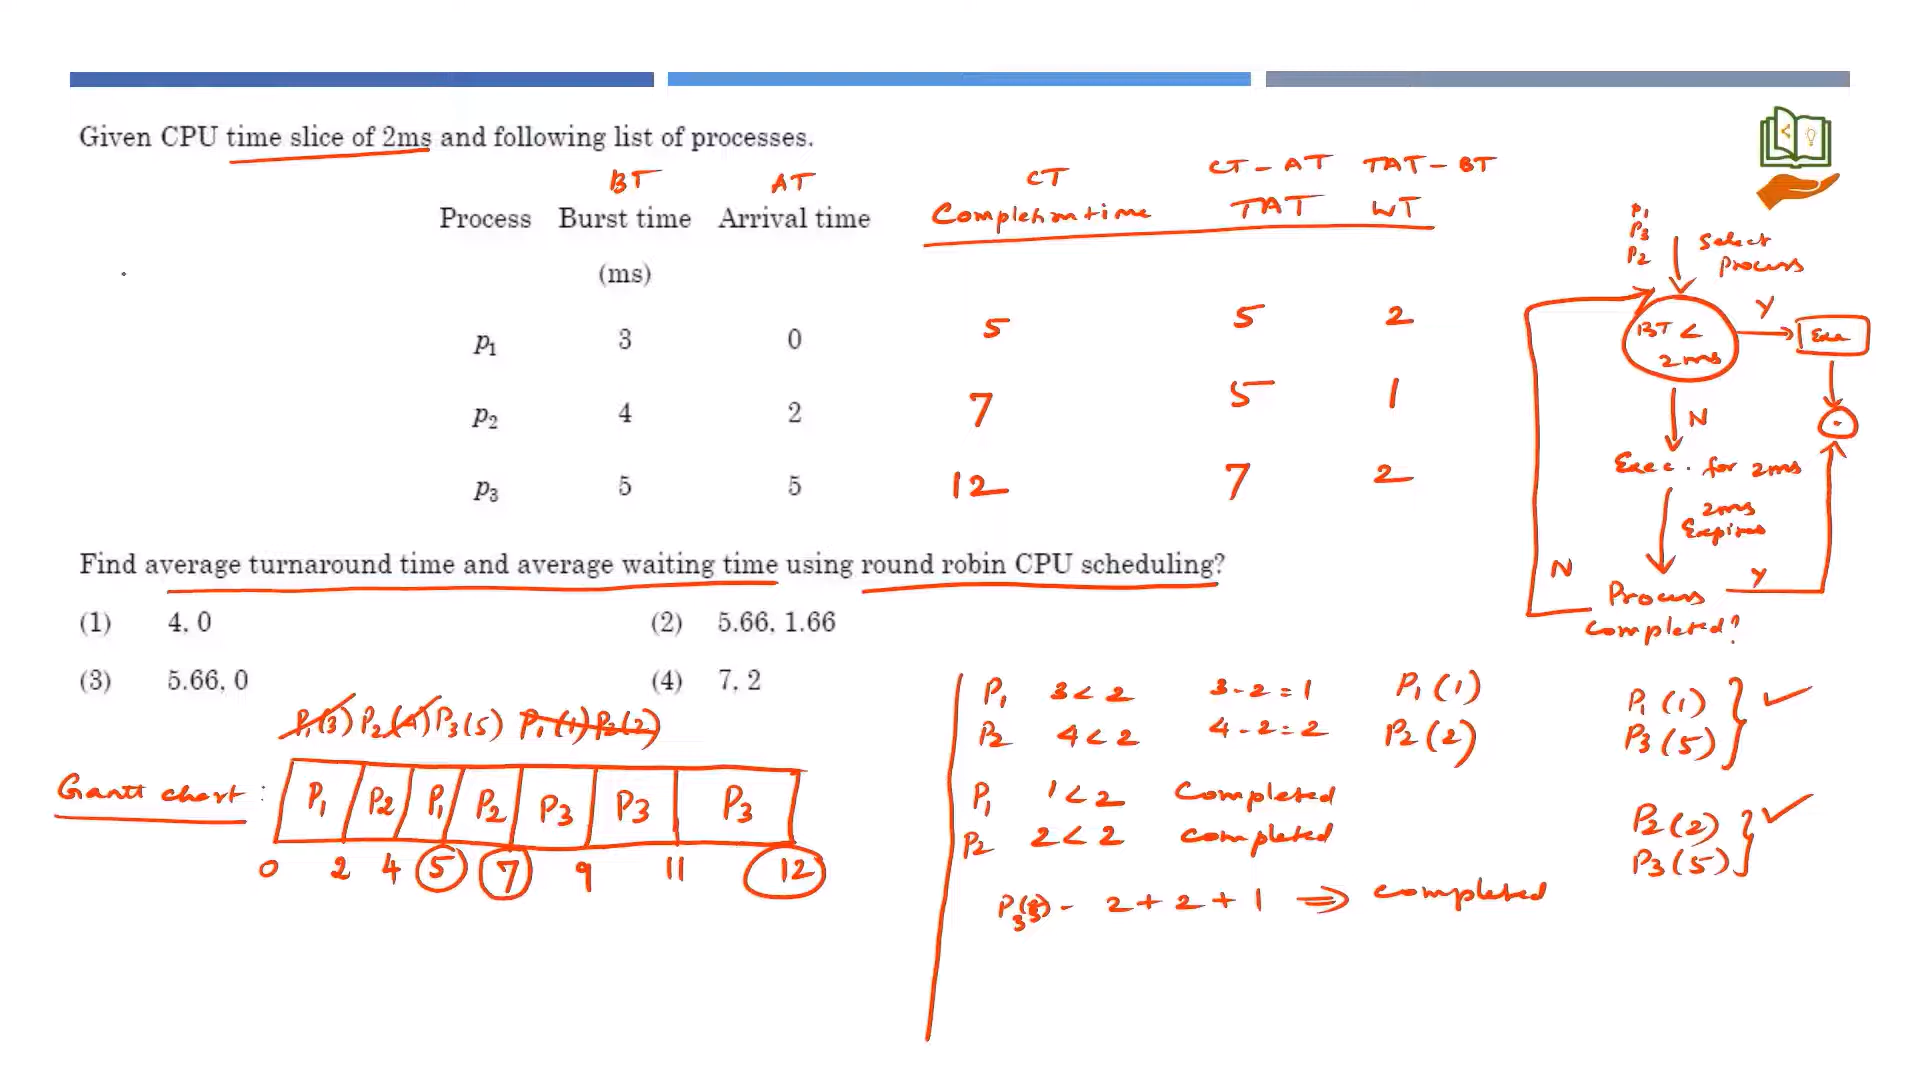 Given CPU time slice of 2ms and following list of processes.
BT AT CT CT - AT TAT - BT
Process Burst time Arrival time Completion time TAT WT
(ms)
p1 3 0 5 5 2
p2 4 2 7 5 1
p3 5 5 12 7 2
Find average turnaround time and average waiting time using round robin CPU scheduling?
(1) 4, 0 (2) 5.66, 1.66
(3) 5.66, 0 (4) 7, 2
P1
P3
P2
Select
Process
BT <
2ms
Y
Exe
N
Exec. for 2ms
2ms
Expires
N
Y
Process
Completed?
P1(3) P2(4) P3(5) P1(1) P2(2)
Gantt chart :
P1 P2 P1 P2 P3 P3 P3
0 2 4 5 7 9 11 12
P1 3 < 2 3 - 2 = 1 P1(1)
P2 4 < 2 4 - 2 = 2 P2(2)
P1 1 < 2 Completed
P2 2 < 2 completed
- 2 + 2 + 1 ⇒ completed
P1(1)
P3(5)
P2(2)
P3(5)